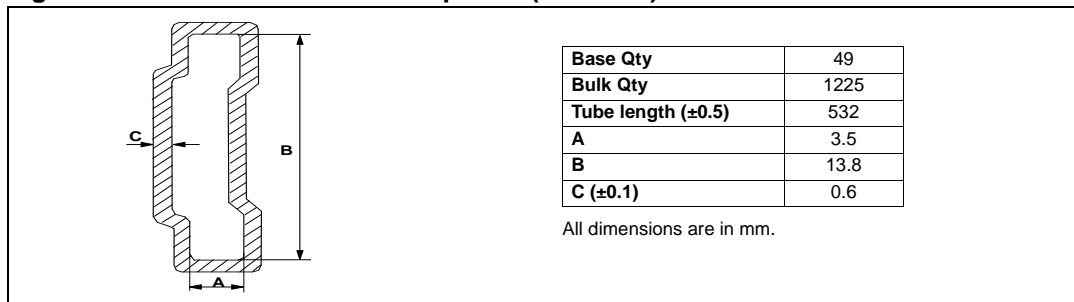 C
B
A
Base Qty 49
Bulk Qty 1225
Tube length (±0.5) 532
A 3.5
B 13.8
C (±0.1) 0.6
All dimensions are in mm.